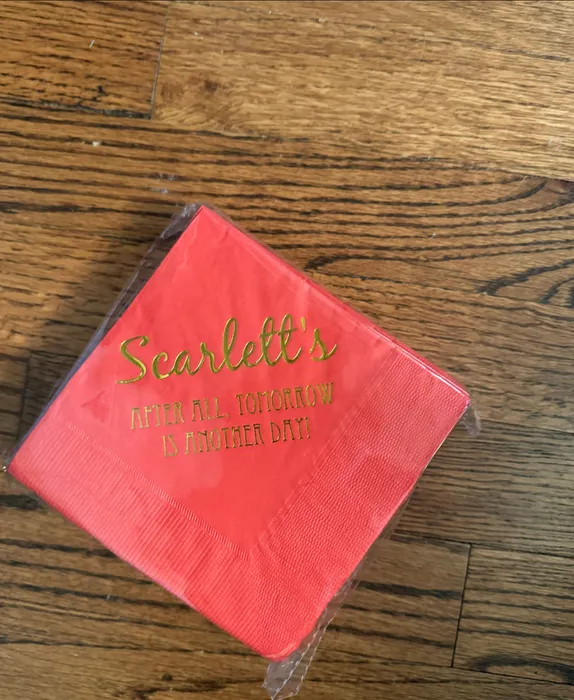 Scarlett's
AFTER ALL, TOMORROW
IS ANOTHER DAY!